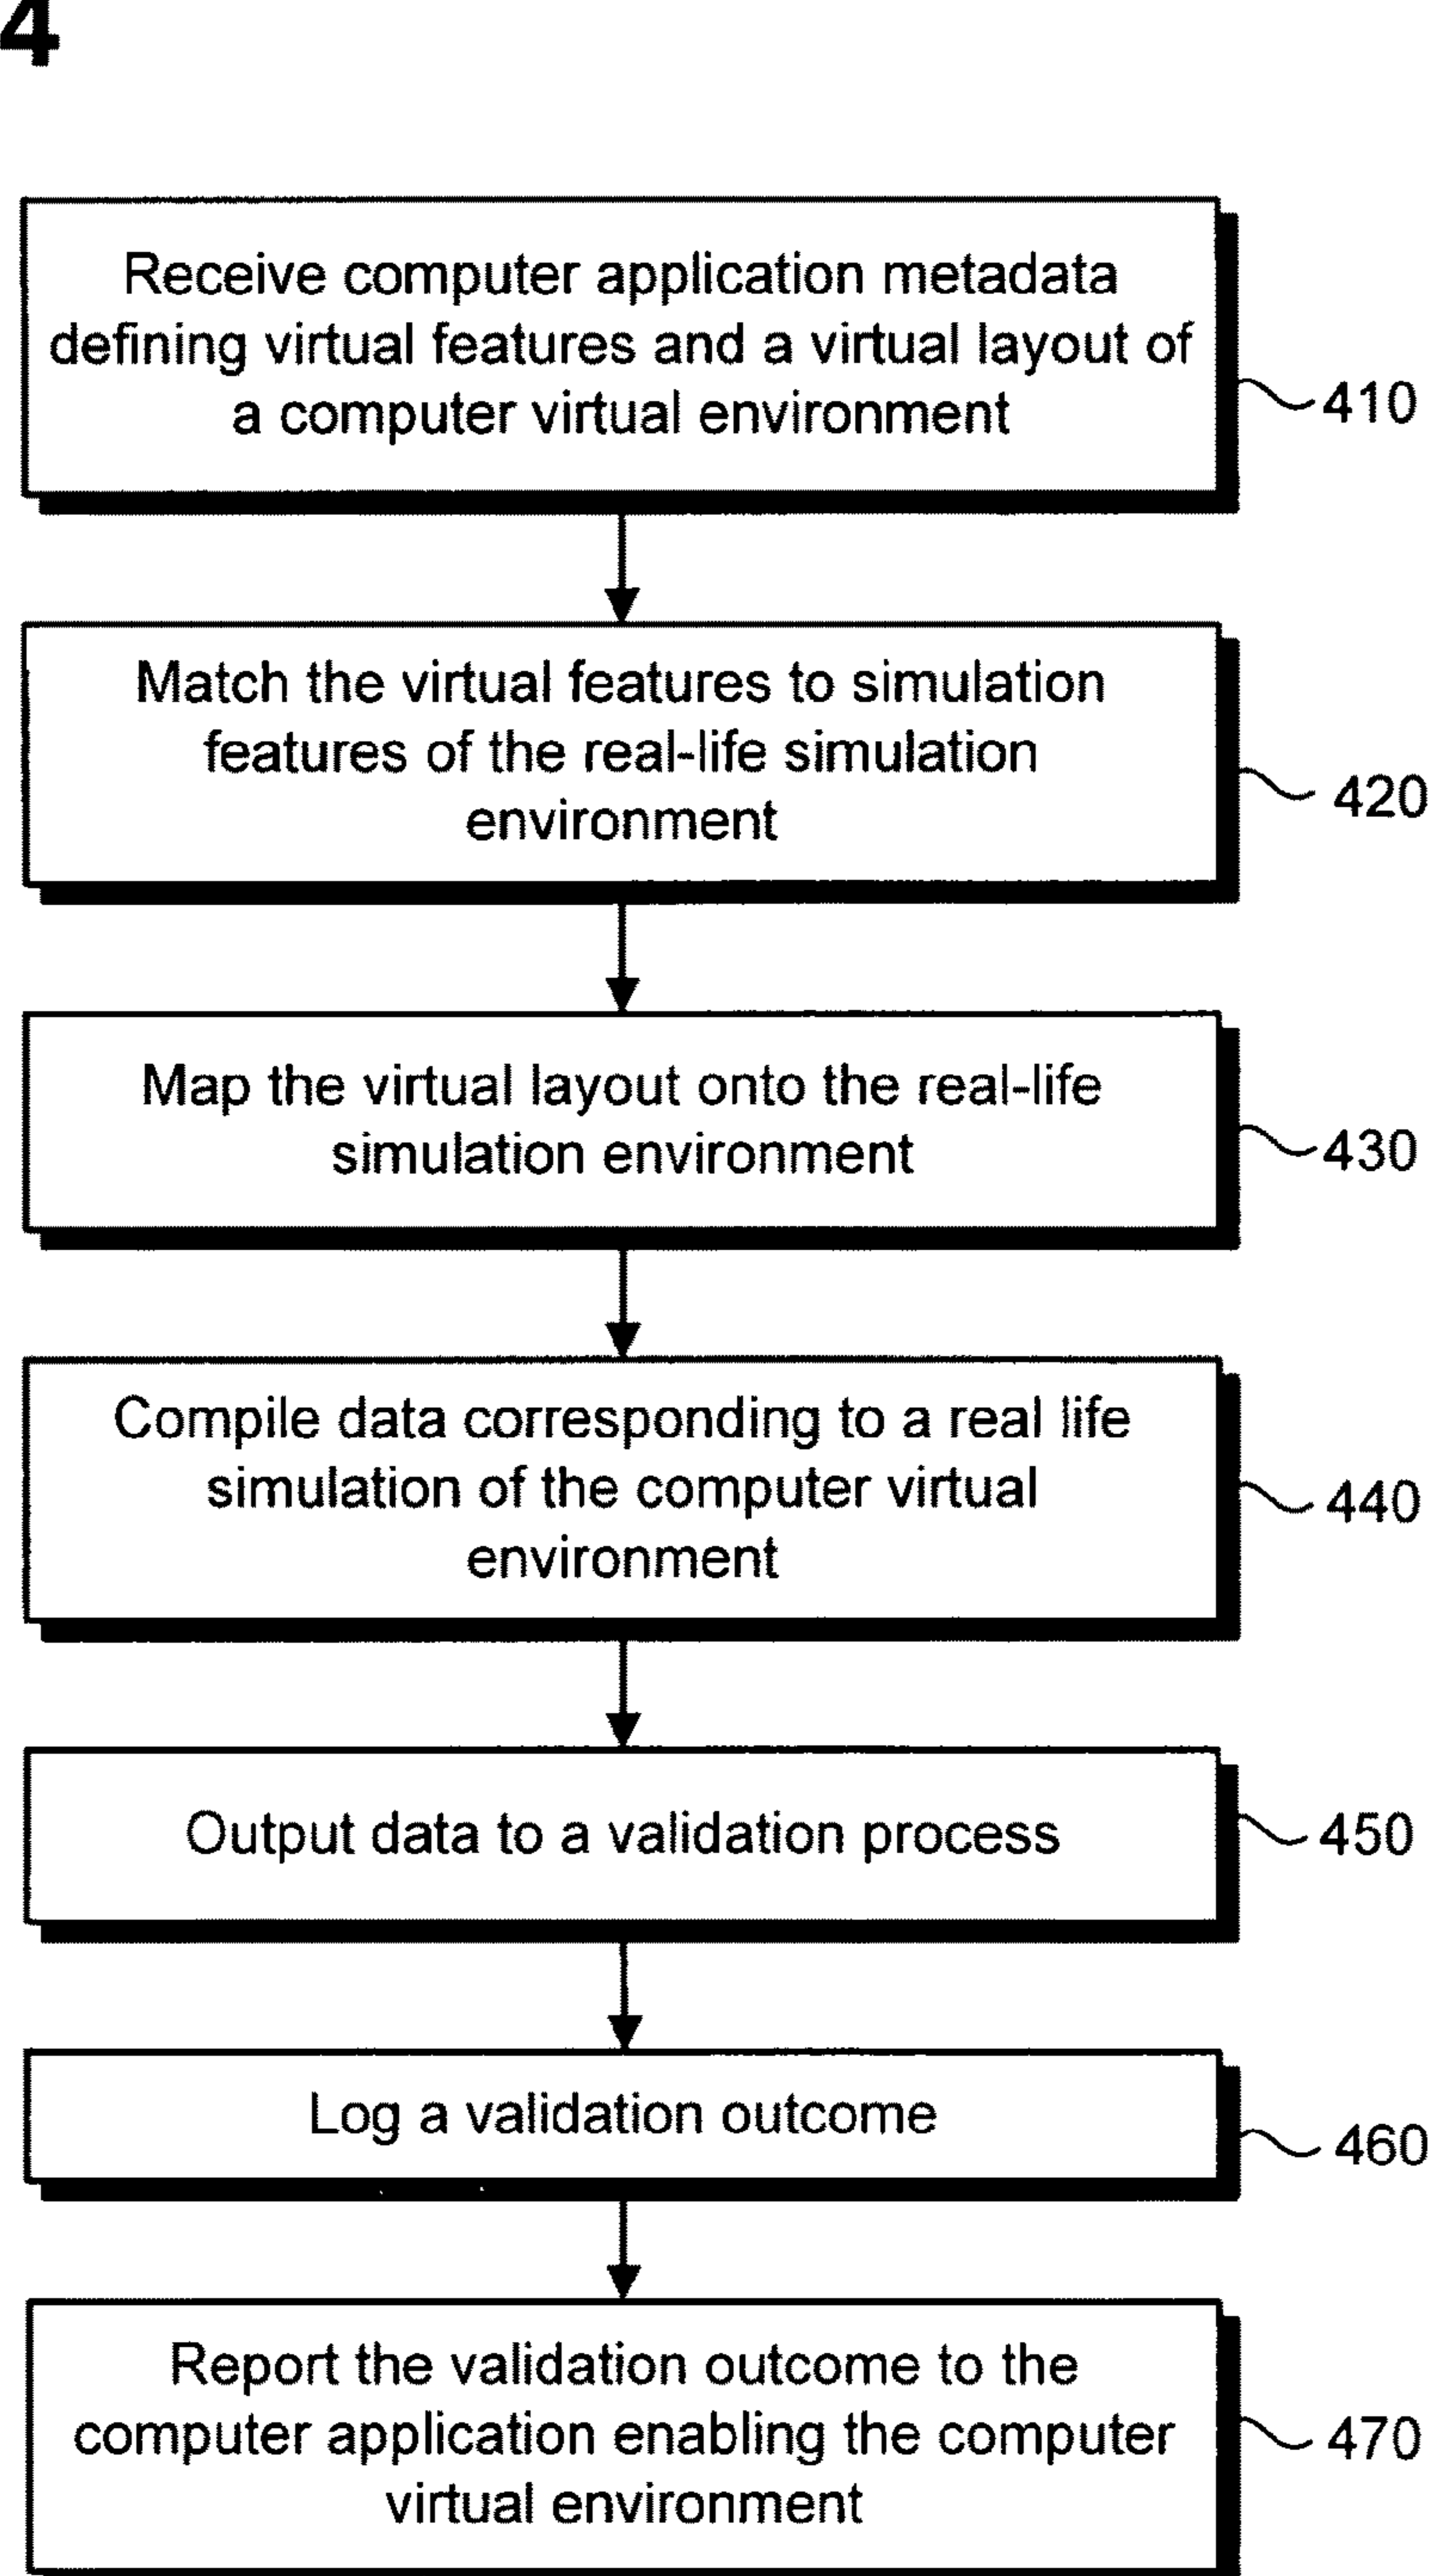 4
Receive computer application metadata
defining virtual features and a virtual layout of
a computer virtual environment
410
Match the virtual features to simulation
features of the real-life simulation
environment
420
Map the virtual layout onto the real-life
simulation environment
430
Compile data corresponding to a real life
simulation of the computer virtual
environment
440
Output data to a validation process
450
Log a validation outcome
460
Report the validation outcome to the
computer application enabling the computer
virtual environment
470